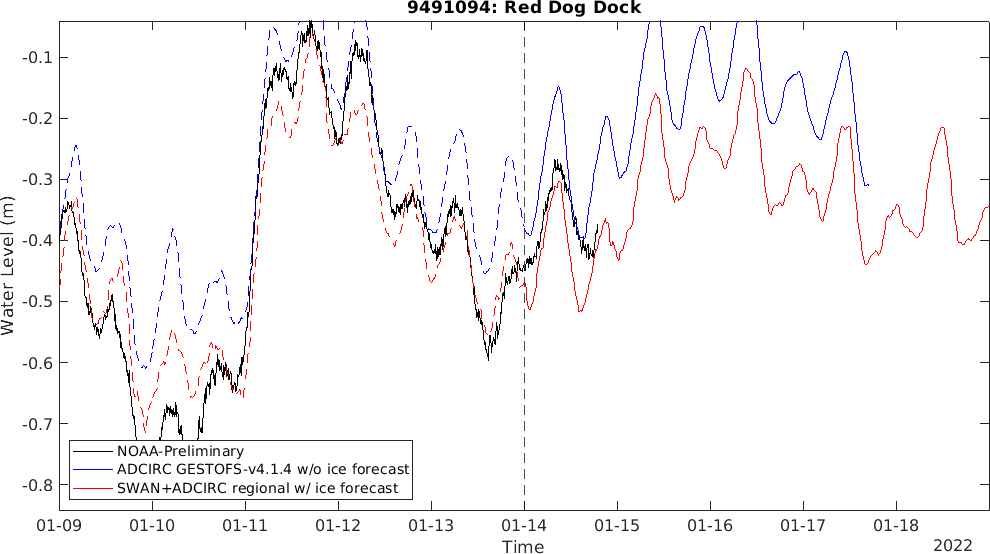 9491094: Red Dog Dock
Water Level (m)
-0.1
-0.2
-0.3
-0.4
-0.5
-0.6
-0.7
-0.8
NOAA-Preliminary
ADCIRC GESTOFS-v4.1.4 w/o ice forecast
SWAN+ADCIRC regional w/ ice forecast
01-09 01-10 01-11 01-12 01-13 01-14 01-15 01-16 01-17 01-18
Time
2022